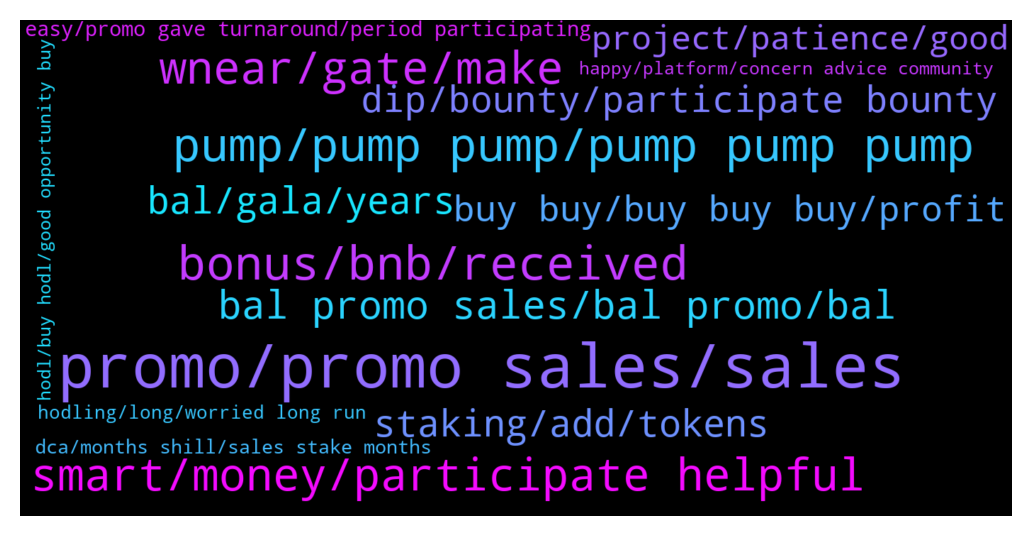 easy/promo gave turnaround/period participating
project/patience/good
wnear/gate/make
happy/platform/concern advice community
dip/bounty/participate bounty
pump/pump pump/pump pump pump
bal/gala/years
buy buy/buy buy buy/profit
bonus/bnb/received
bal promo sales/bal promo/bal
promo/promo sales/sales
hodl/buy hodl/good opportunity buy
hodling/long/worried long run
staking/add/tokens
dca/months shill/sales stake months
smart/money/participate helpful